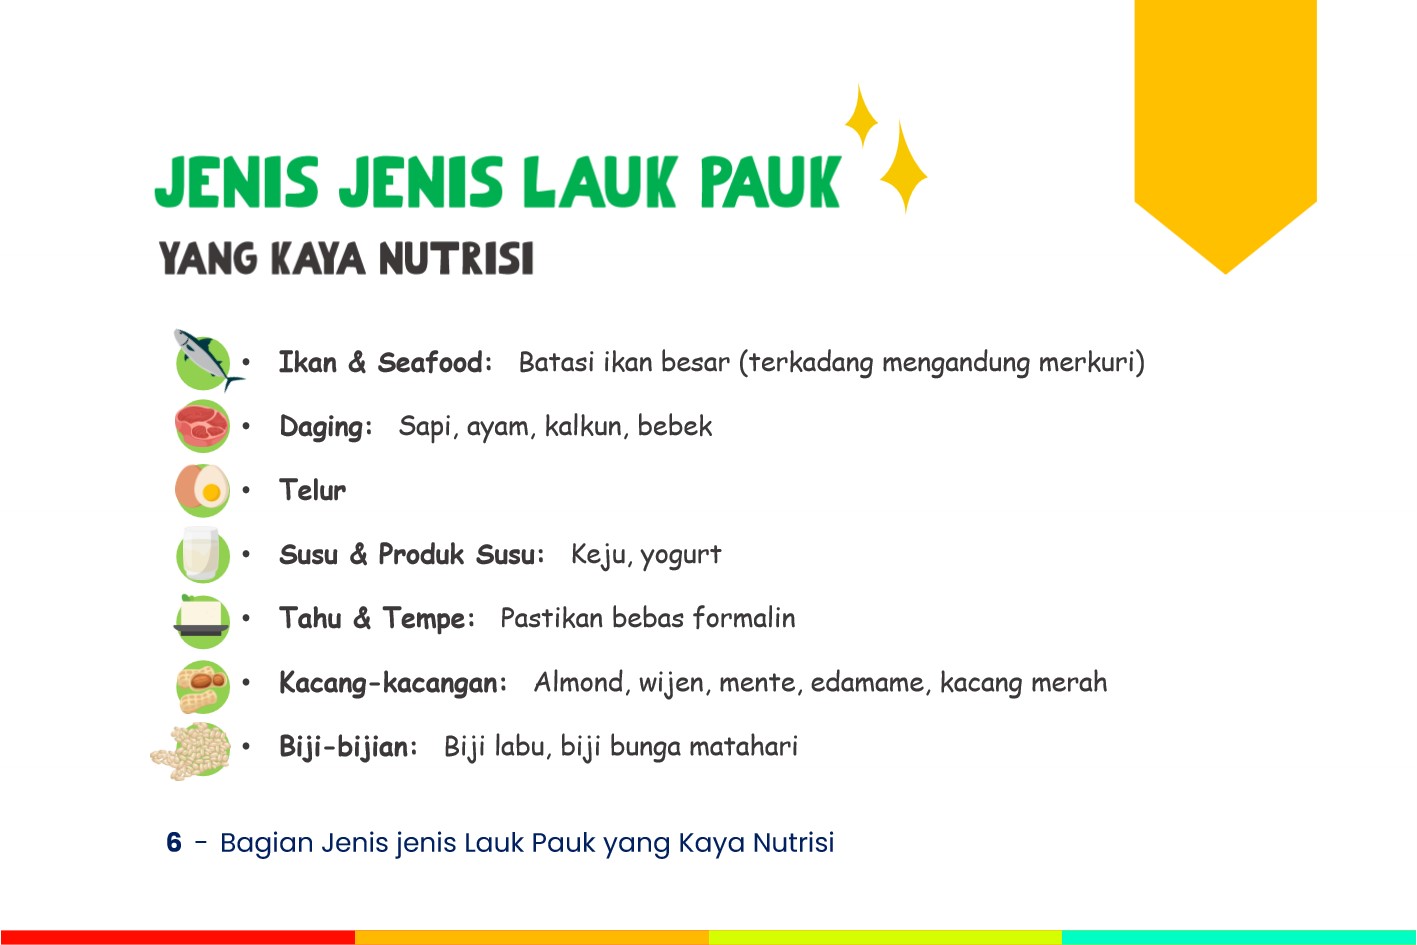 JENIS JENIS LAUK PAUK
YANG KAYA NUTRISI
• Ikan & Seafood: Batasi ikan besar (terkadang mengandung merkuri)
• Daging: Sapi, ayam, kalkun, bebek
• Telur
• Susu & Produk Susu: Keju, yogurt
• Tahu & Tempe: Pastikan bebas formalin
• Kacang-kacangan: Almond, wijen, mente, edamame, kacang merah
• Biji-bijian: Biji labu, biji bunga matahari
6 - Bagian Jenis jenis Lauk Pauk yang Kaya Nutrisi